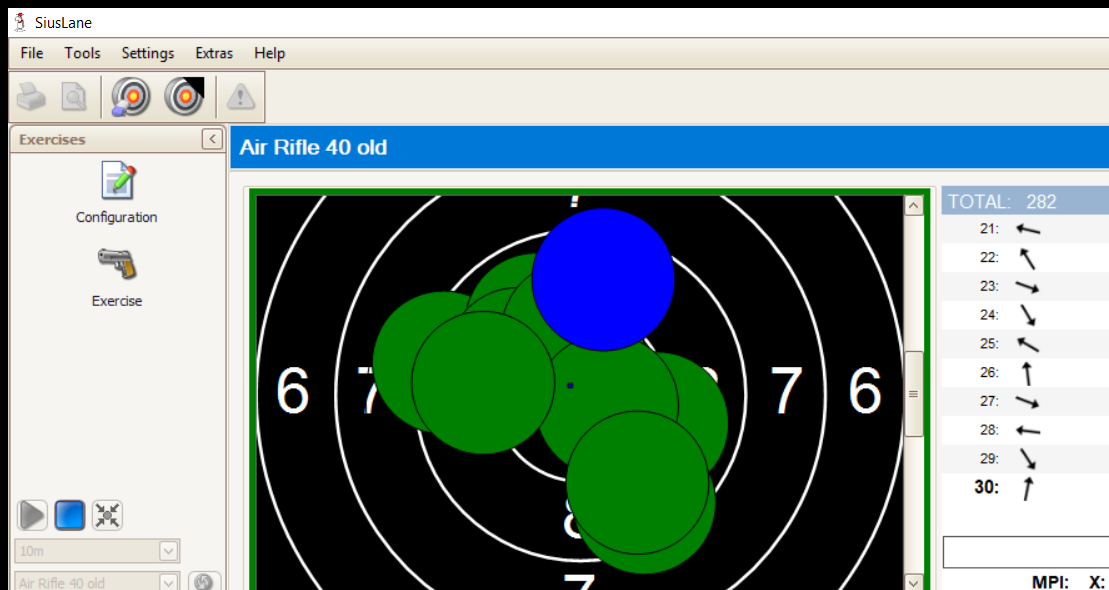 SiusLane
File Tools Settings Extras Help
Exercises
Configuration
Exercise
10m
Air Rifle 40 old
Air Rifle 40 old
7
6 7 7 6
8
7
TOTAL: 282
21:
22:
23:
24:
25:
26:
27:
28:
29:
30:
MPI: X: